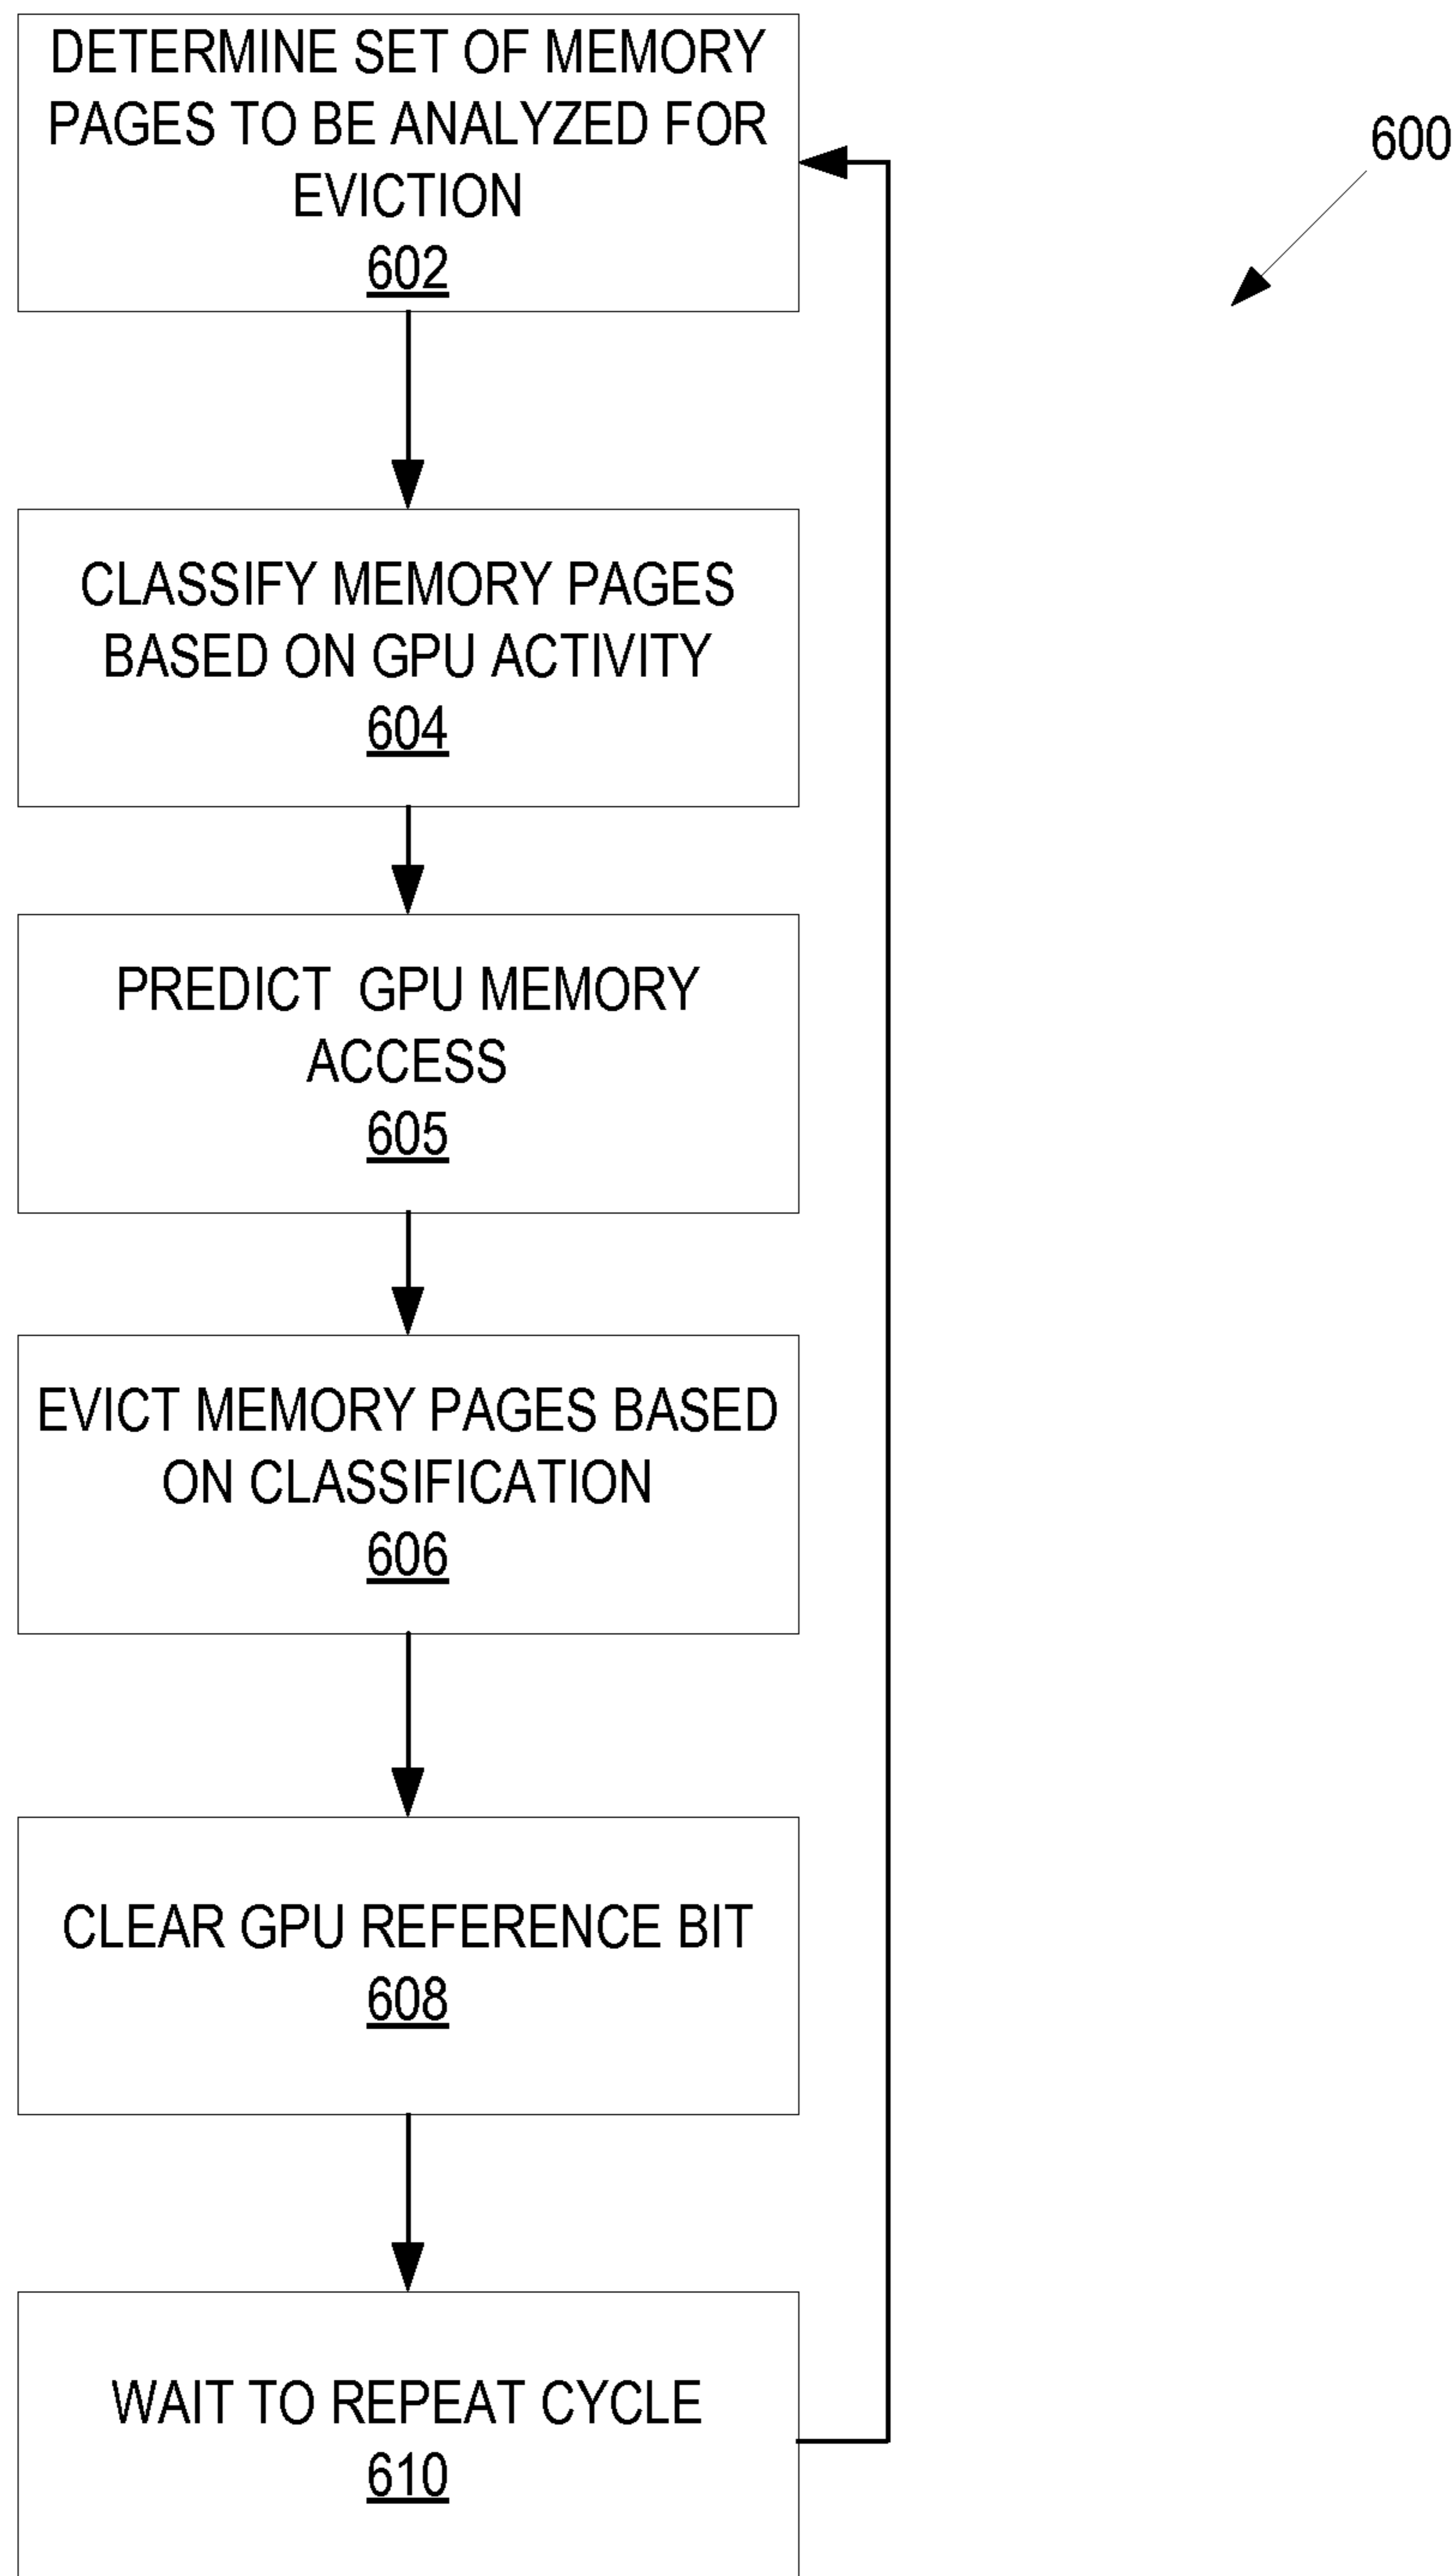 DETERMINE SET OF MEMORY
PAGES TO BE ANALYZED FOR
EVICTION
602
600
CLASSIFY MEMORY PAGES
BASED ON GPU ACTIVITY
604
PREDICT GPU MEMORY
ACCESS
605
EVICT MEMORY PAGES BASED
ON CLASSIFICATION
606
CLEAR GPU REFERENCE BIT
608
WAIT TO REPEAT CYCLE
610